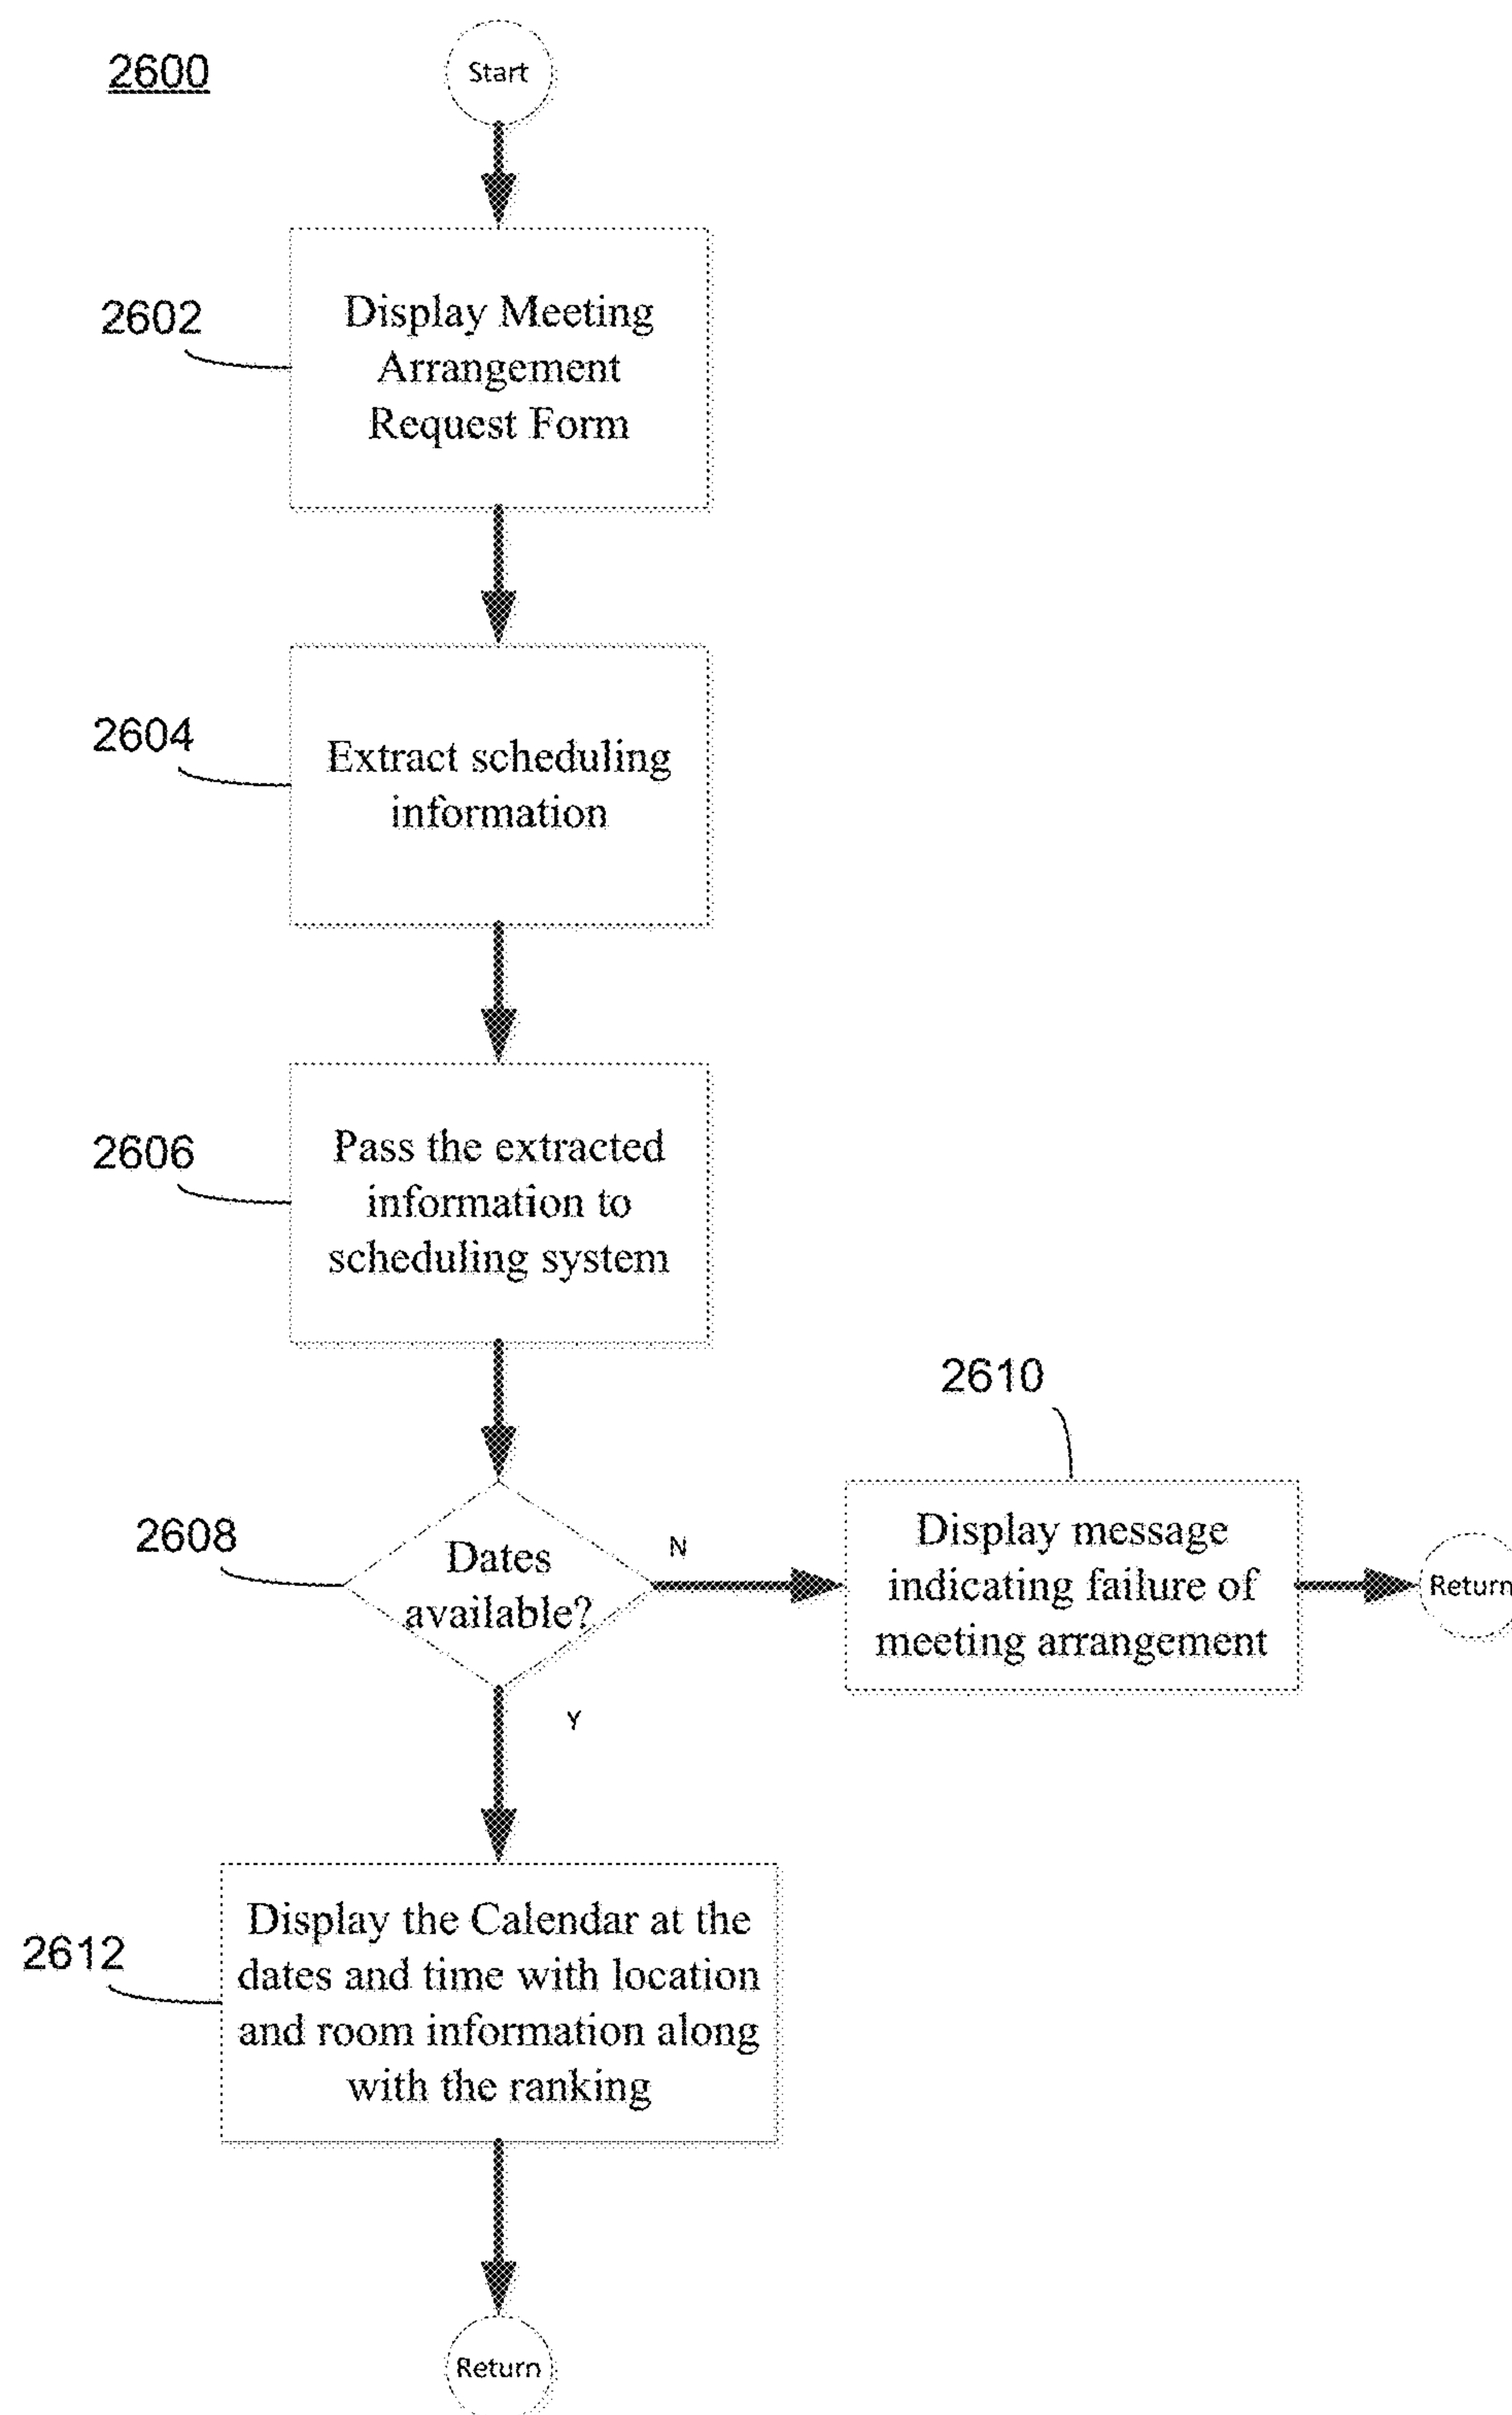 2600
Start
2602
Display Meeting
Arrangement
Request Form
2604
Extract scheduling
information
2606
Pass the extracted
information to
scheduling system
2608
Dates
available?
N
2610
Display message
indicating failure of
meeting arrangement
Return
Y
2612
Display the Calendar at the
dates and time with location
and room information along
with the ranking
Return